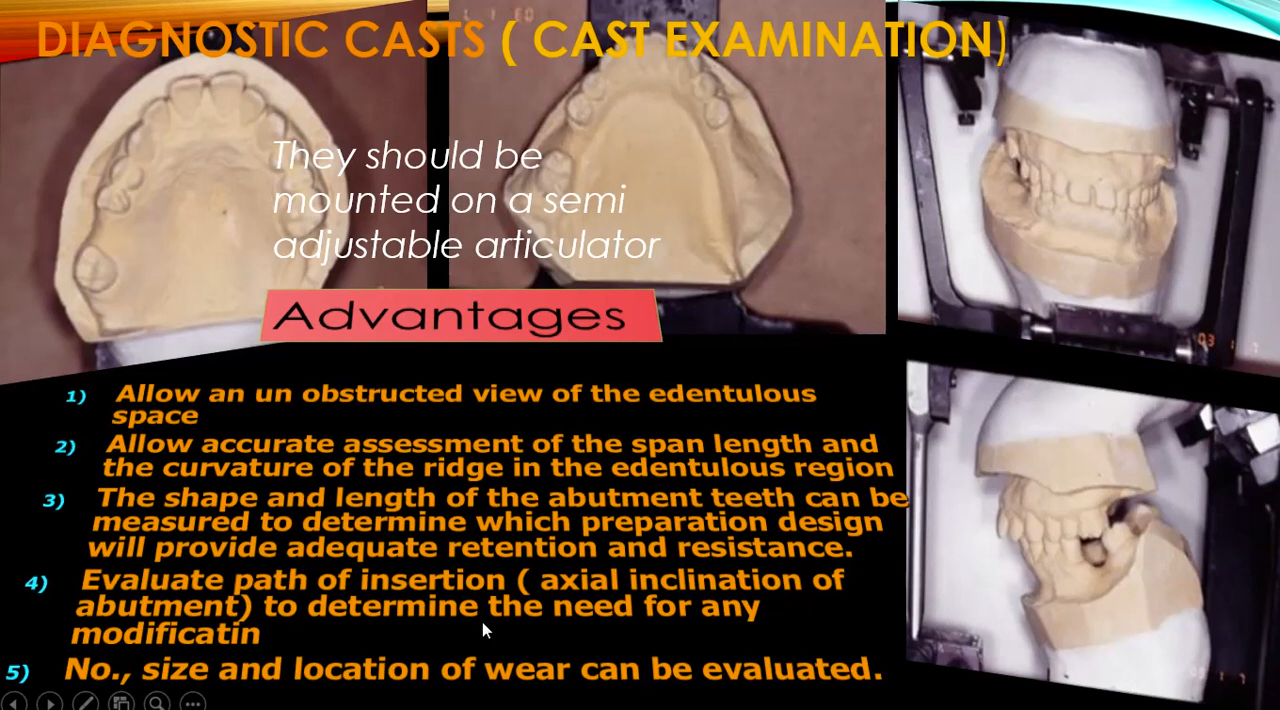 DIAGNOSTIC CASTS ( CAST EXAMINATION)
They should be
mounted on a semi
adjustable articulator
Advantages
1) Allow an un obstructed view of the edentulous
space
2) Allow accurate assessment of the span length and
the curvature of the ridge in the edentulous region
3) The shape and length of the abutment teeth can be
measured to determine which preparation design
will provide adequate retention and resistance.
4) Evaluate path of insertion ( axial inclination of
abutment) to determine the need for any
modificatin
5) No., size and location of wear can be evaluated.